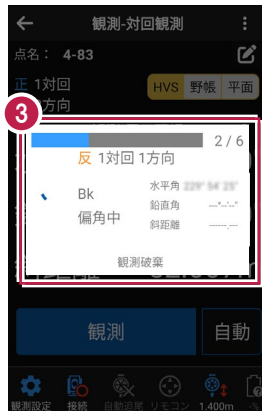 観測-対回観測
点名： 4-83
正 1対回
方向
HVS 野帳 平面
3
2 / 6
反 1対回 1方向
Bk
偏角中
水平角
鉛直角 ---°--'--"
斜距離 ---.---
観測破棄
観測
自動
観測設定 接続 自動追尾 リモコン 1.400m